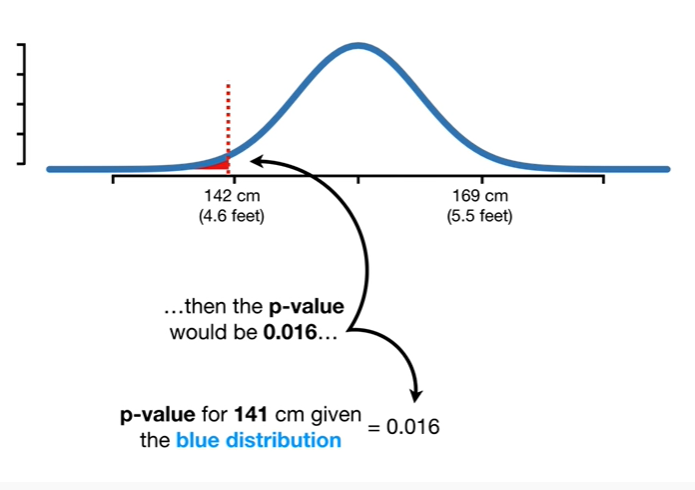 142 cm
(4.6 feet)
169 cm
(5.5 feet)
…then the p-value
would be 0.016…
p-value for 141 cm given
the blue distribution
= 0.016